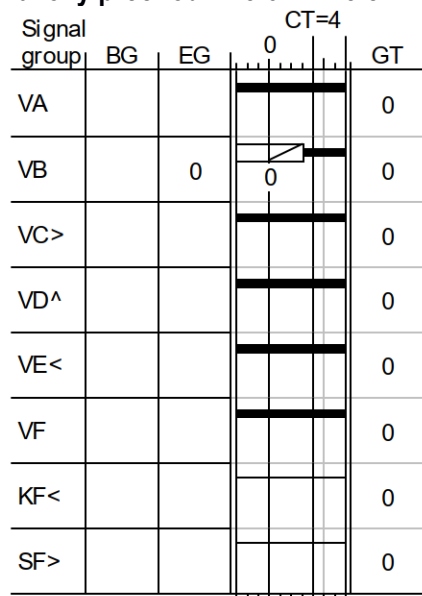 CT=4
Signal
group BG EG 0 GT
VA 0
VB 0 0 0
VC> 0
VD^ 0
VE< 0
VF 0
KF< 0
SF> 0